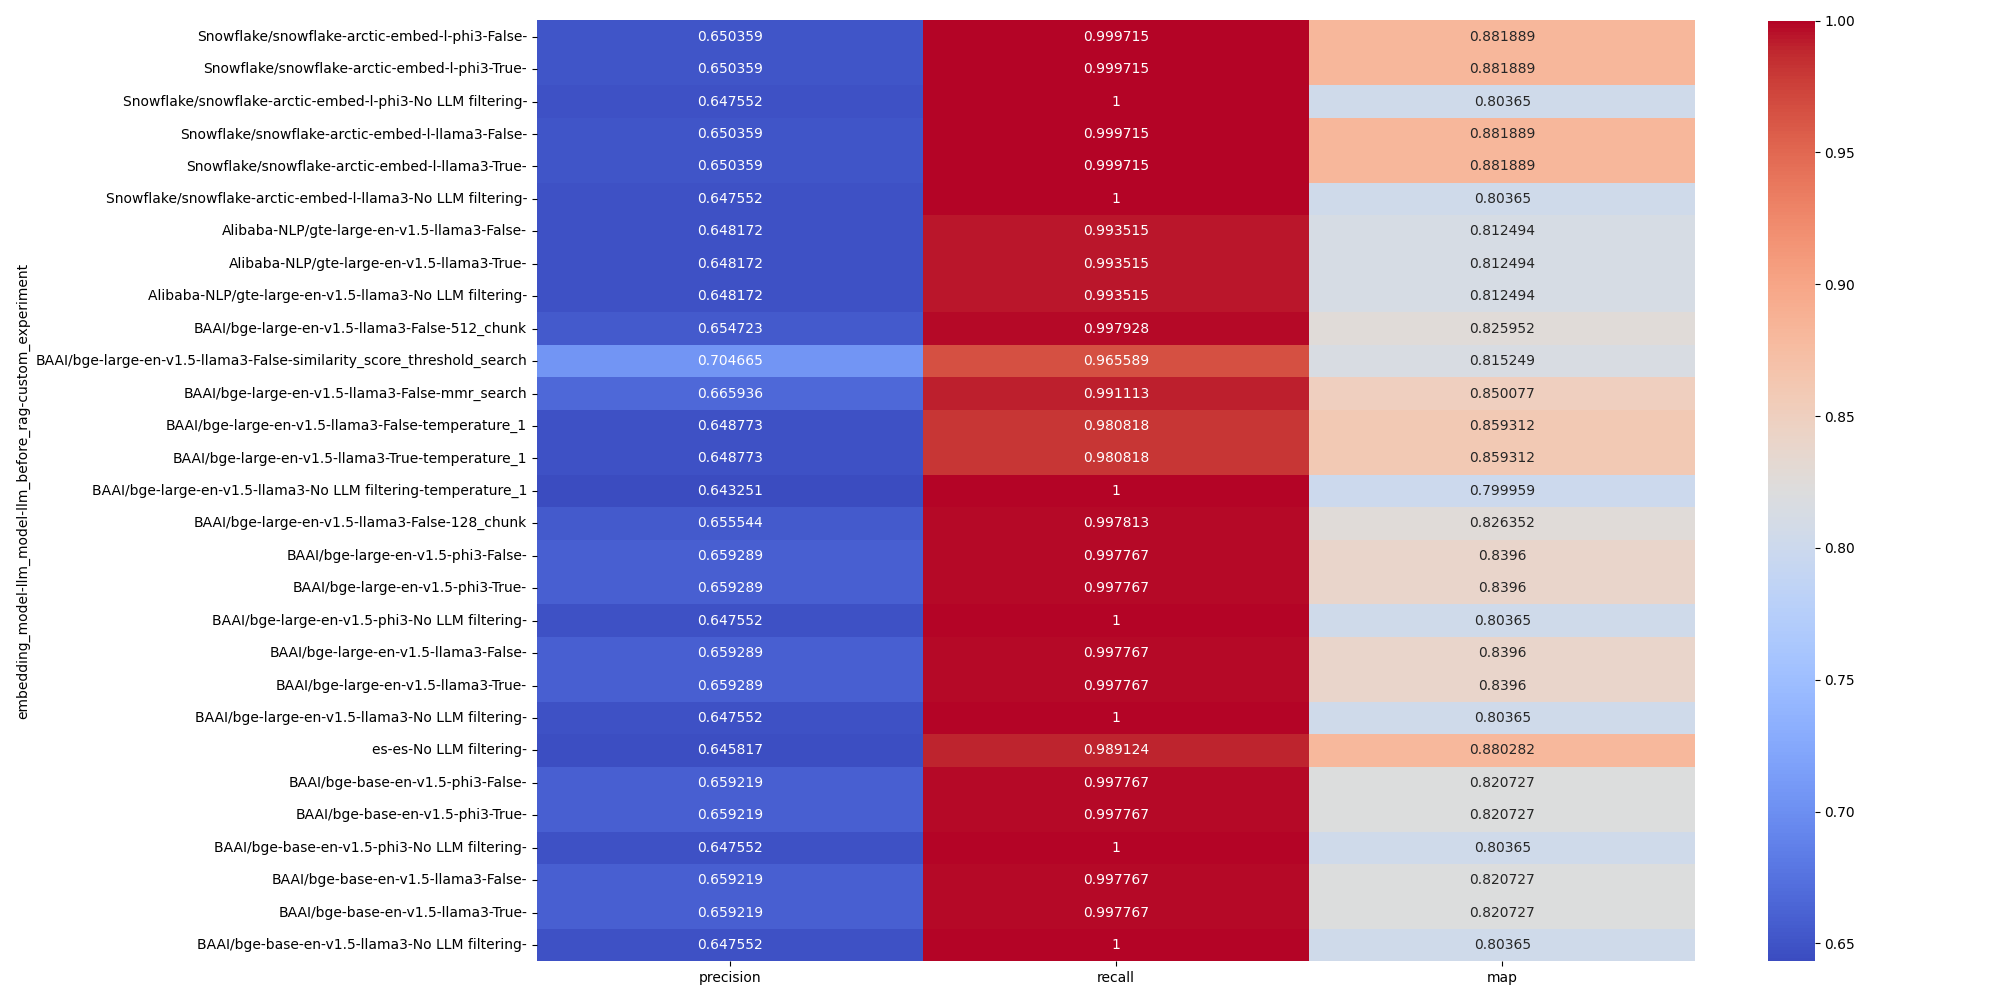 embedding_model-llm_model-llm_before_rag-custom_experiment
Snowflake/snowflake-arctic-embed-l-phi3-False- 0.650359 0.999715 0.881889
Snowflake/snowflake-arctic-embed-l-phi3-True- 0.650359 0.999715 0.881889
Snowflake/snowflake-arctic-embed-l-phi3-No LLM filtering- 0.647552 1 0.80365
Snowflake/snowflake-arctic-embed-l-llama3-False- 0.650359 0.999715 0.881889
Snowflake/snowflake-arctic-embed-l-llama3-True- 0.650359 0.999715 0.881889
Snowflake/snowflake-arctic-embed-l-llama3-No LLM filtering- 0.647552 1 0.80365
Alibaba-NLP/gte-large-en-v1.5-llama3-False- 0.648172 0.993515 0.812494
Alibaba-NLP/gte-large-en-v1.5-llama3-True- 0.648172 0.993515 0.812494
Alibaba-NLP/gte-large-en-v1.5-llama3-No LLM filtering- 0.648172 0.993515 0.812494
BAAI/bge-large-en-v1.5-llama3-False-512_chunk 0.654723 0.997928 0.825952
BAAI/bge-large-en-v1.5-llama3-False-similarity_score_threshold_search 0.704665 0.965589 0.815249
BAAI/bge-large-en-v1.5-llama3-False-mmr_search 0.665936 0.991113 0.850077
BAAI/bge-large-en-v1.5-llama3-False-temperature_1 0.648773 0.980818 0.859312
BAAI/bge-large-en-v1.5-llama3-True-temperature_1 0.648773 0.980818 0.859312
BAAI/bge-large-en-v1.5-llama3-No LLM filtering-temperature_1 0.643251 1 0.799959
BAAI/bge-large-en-v1.5-llama3-False-128_chunk 0.655544 0.997813 0.826352
BAAI/bge-large-en-v1.5-phi3-False- 0.659289 0.997767 0.8396
BAAI/bge-large-en-v1.5-phi3-True- 0.659289 0.997767 0.8396
BAAI/bge-large-en-v1.5-phi3-No LLM filtering- 0.647552 1 0.80365
BAAI/bge-large-en-v1.5-llama3-False- 0.659289 0.997767 0.8396
BAAI/bge-large-en-v1.5-llama3-True- 0.659289 0.997767 0.8396
BAAI/bge-large-en-v1.5-llama3-No LLM filtering- 0.647552 1 0.80365
es-es-No LLM filtering- 0.645817 0.989124 0.880282
BAAI/bge-base-en-v1.5-phi3-False- 0.659219 0.997767 0.820727
BAAI/bge-base-en-v1.5-phi3-True- 0.659219 0.997767 0.820727
BAAI/bge-base-en-v1.5-phi3-No LLM filtering- 0.647552 1 0.80365
BAAI/bge-base-en-v1.5-llama3-False- 0.659219 0.997767 0.820727
BAAI/bge-base-en-v1.5-llama3-True- 0.659219 0.997767 0.820727
BAAI/bge-base-en-v1.5-llama3-No LLM filtering- 0.647552 1 0.80365
precision recall map
1.00
0.95
0.90
0.85
0.80
0.75
0.70
0.65